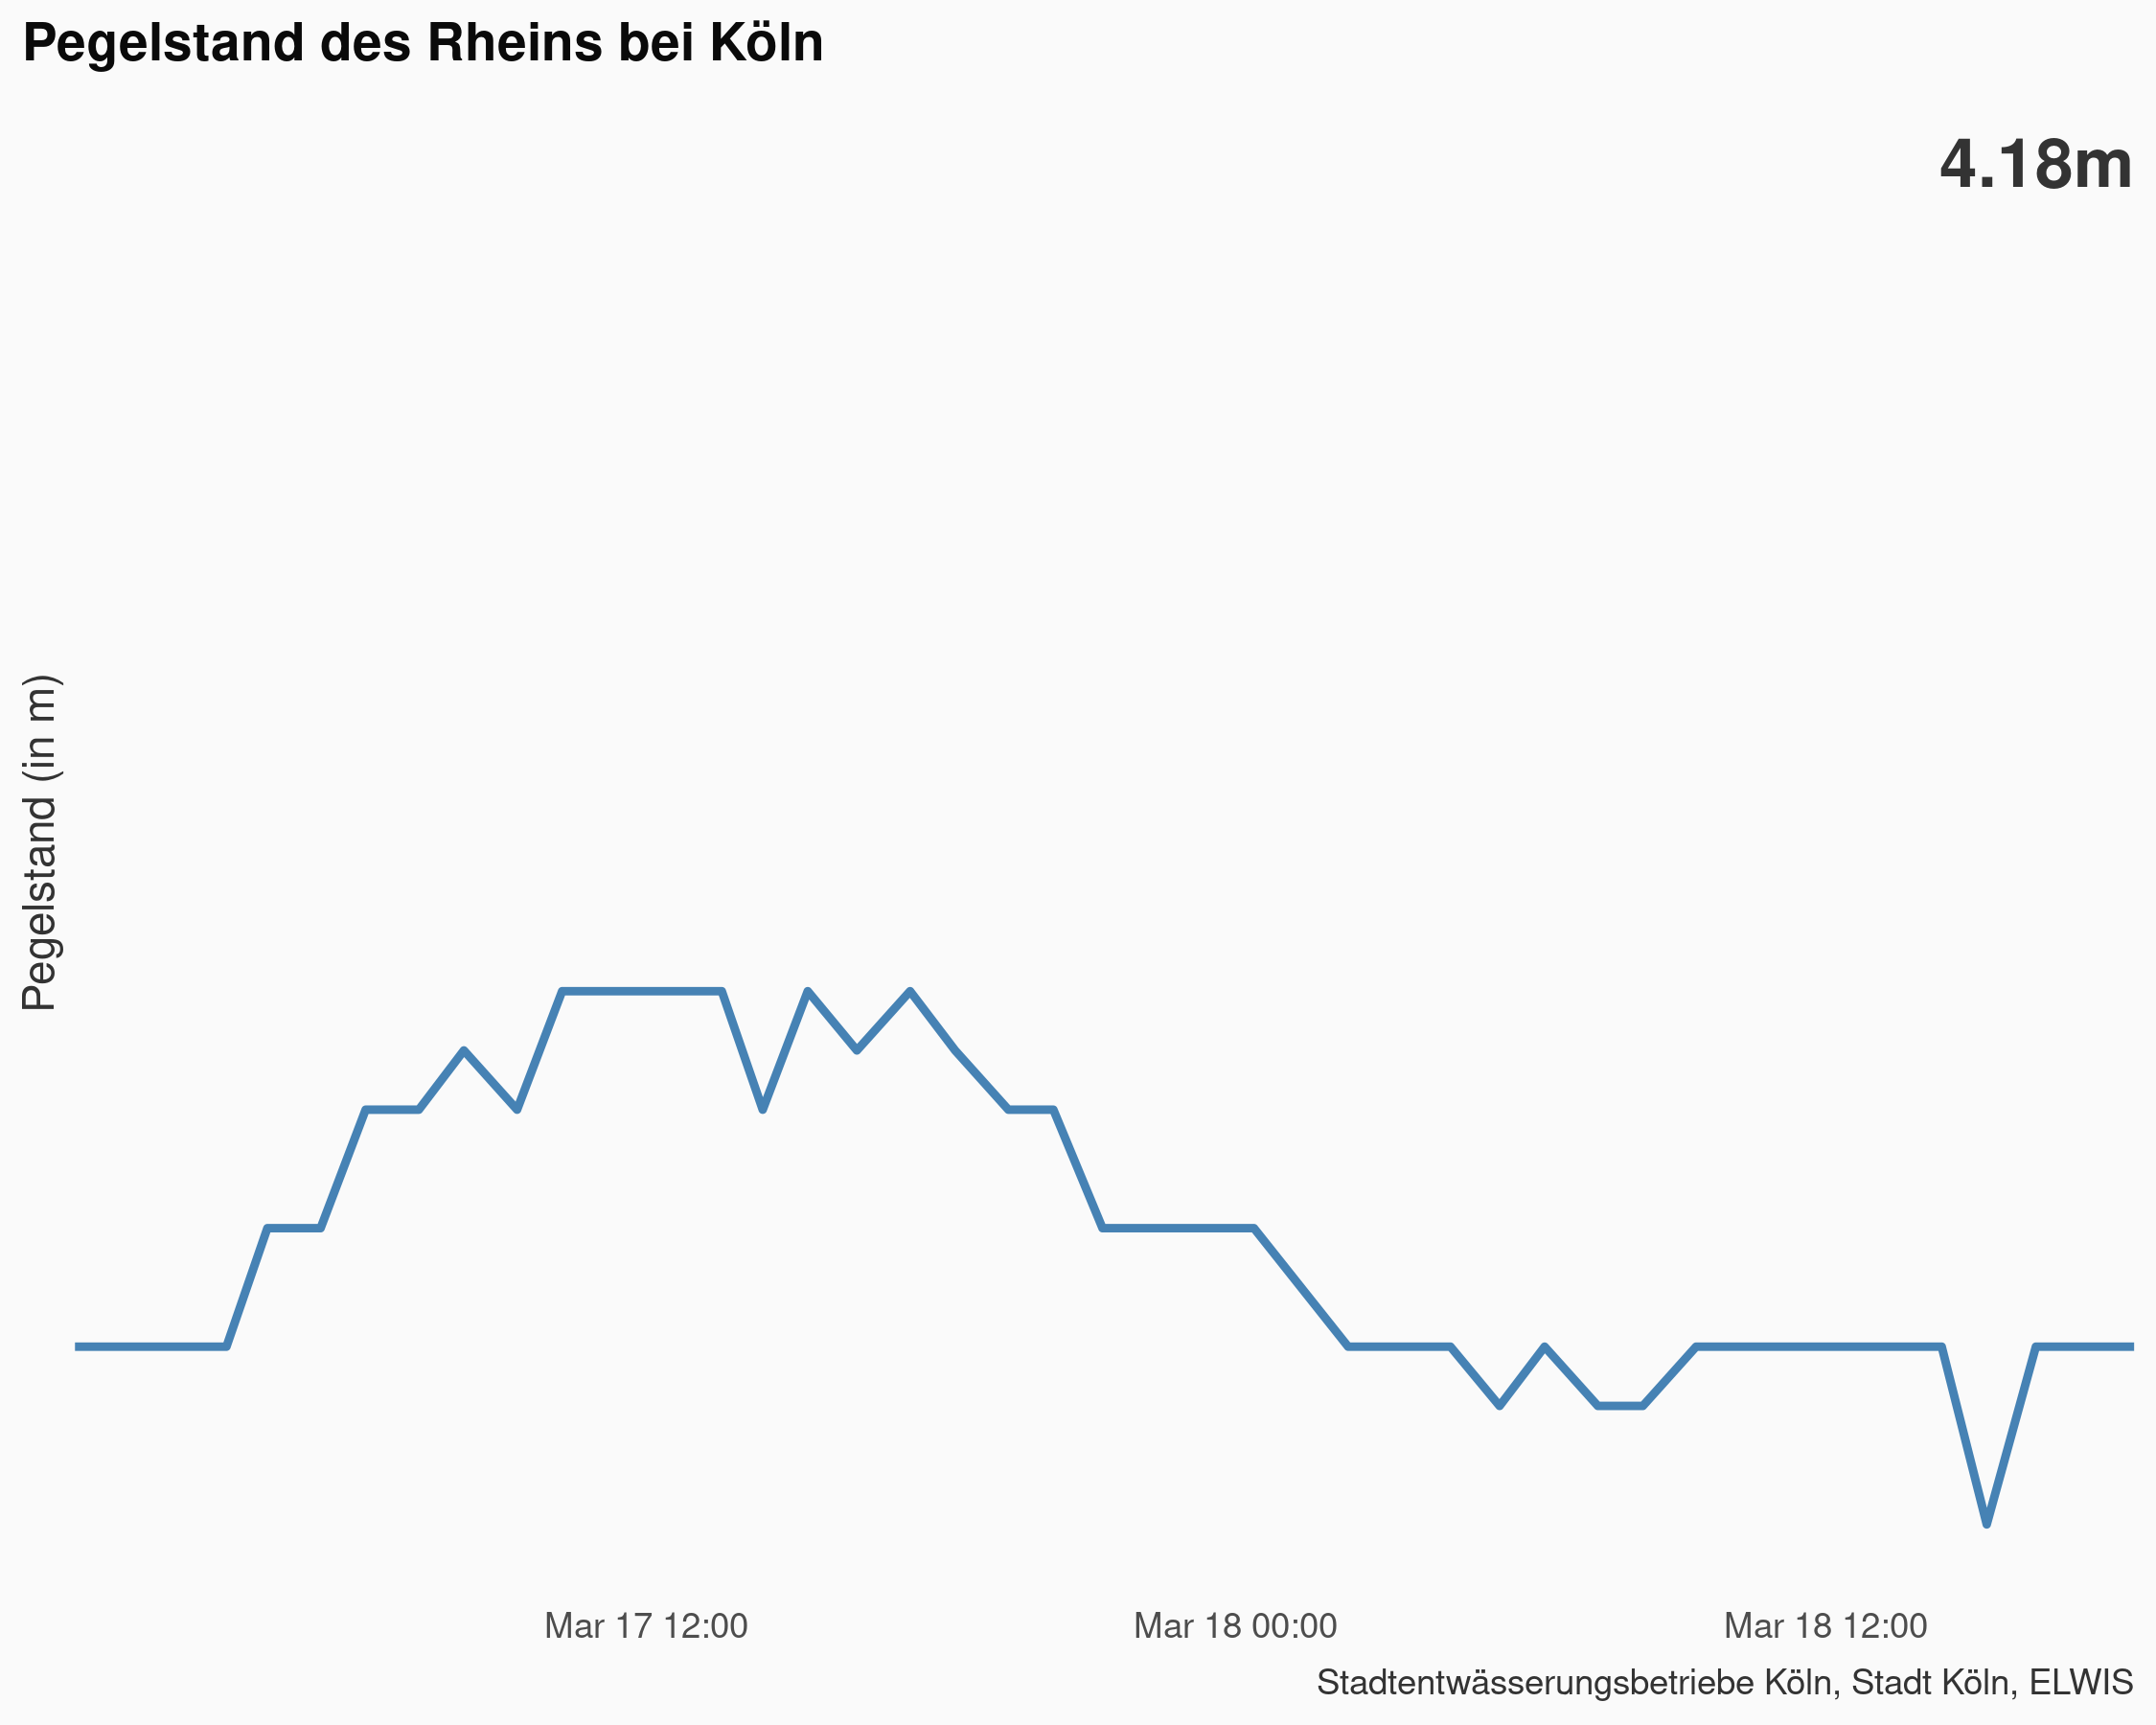 Pegelstand des Rheins bei Köln
4.18m
Pegelstand (in m)
Mar 17 12:00
Mar 18 00:00
Mar 18 12:00
Stadtentwässerungsbetriebe Köln, Stadt Köln, ELWIS